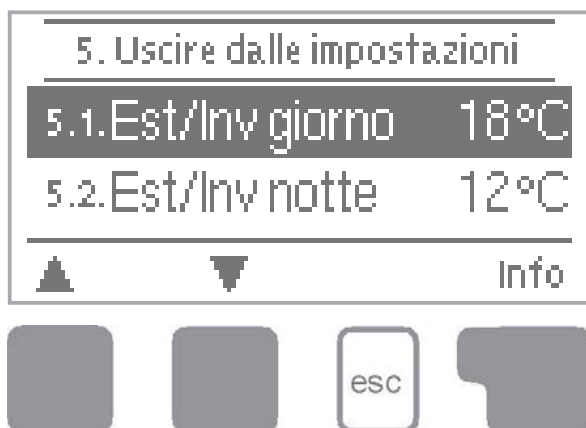 5. Uscire dalle impostazioni
5.1.Est/Inv giorno 18°C
5.2.Est/Inv notte 12°C
Info
esc